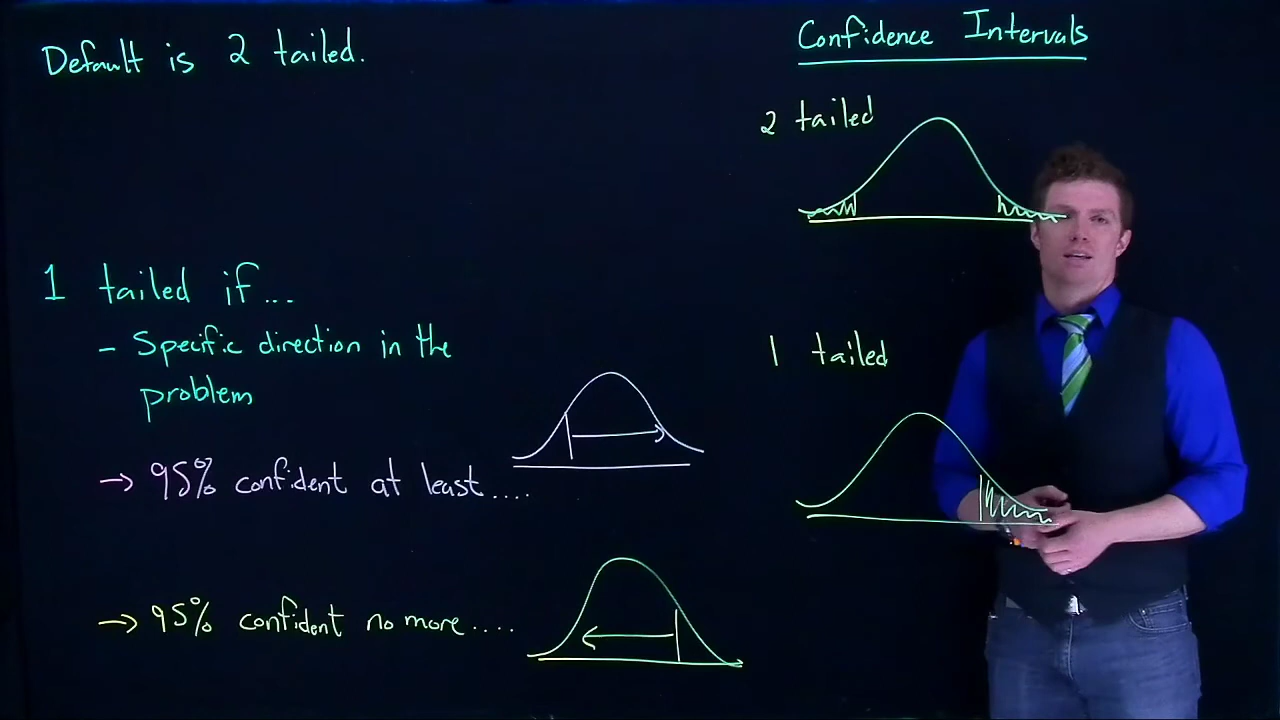 Default is 2 tailed.
1 tailed if...
- Specific direction in the
problem
→ 95% confident at least....
→ 95% confident no more....
Confidence Intervals
2 tailed
1 tailed